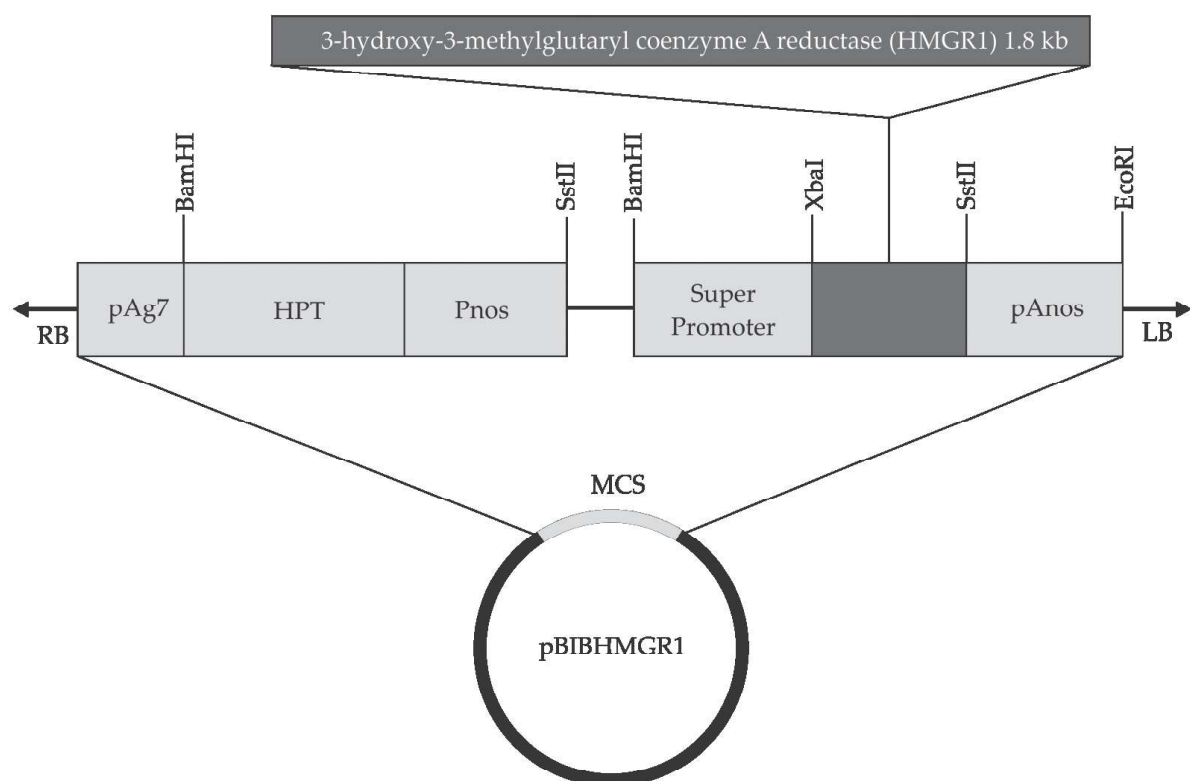 3-hydroxy-3-methylglutaryl coenzyme A reductase (HMGR1) 1.8 kb
BamHI
SstII
BamHI
XbaI
SstII
EcoRI
pAg7
HPT
Pnos
Super
Promoter
pAnos
RB
LB
MCS
pBIBHMGR1